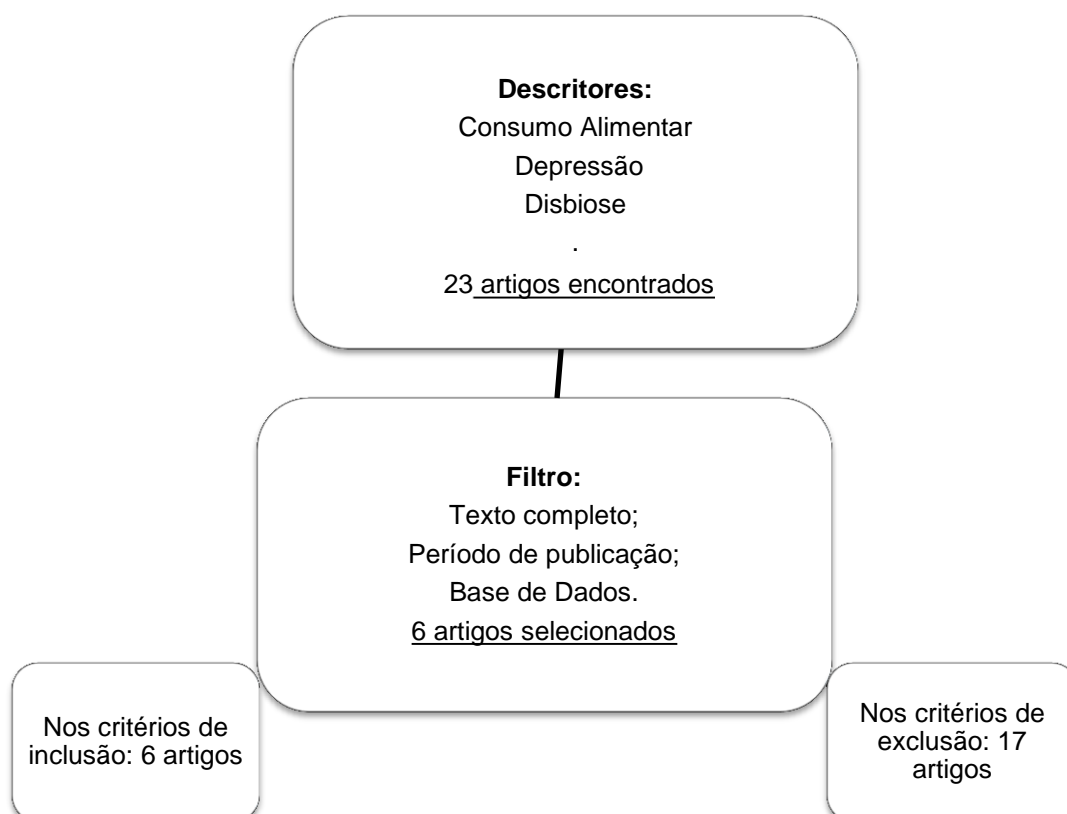 Descritores:
Consumo Alimentar
Depressão
Disbiose
.
23 artigos encontrados
Filtro:
Texto completo;
Período de publicação;
Base de Dados.
6 artigos selecionados
Nos critérios de
inclusão: 6 artigos
Nos critérios de
exclusão: 17
artigos